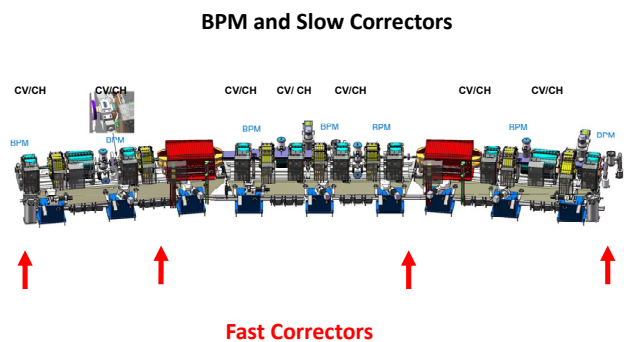 BPM and Slow Correctors
CV/CH CV/CH CV/CH CV/ CH CV/CH CV/CH CV/CH
BPM BPM BPM BPM BPM BPM BPM
Fast Correctors